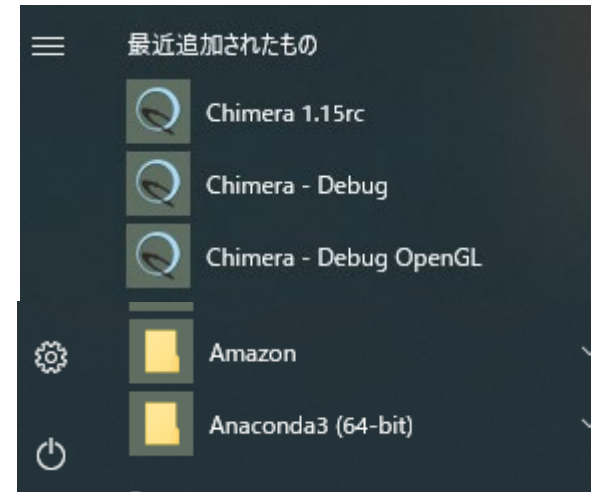 最近追加されたもの
Chimera 1.15rc
Chimera - Debug
Chimera - Debug OpenGL
Amazon
Anaconda3 (64-bit)